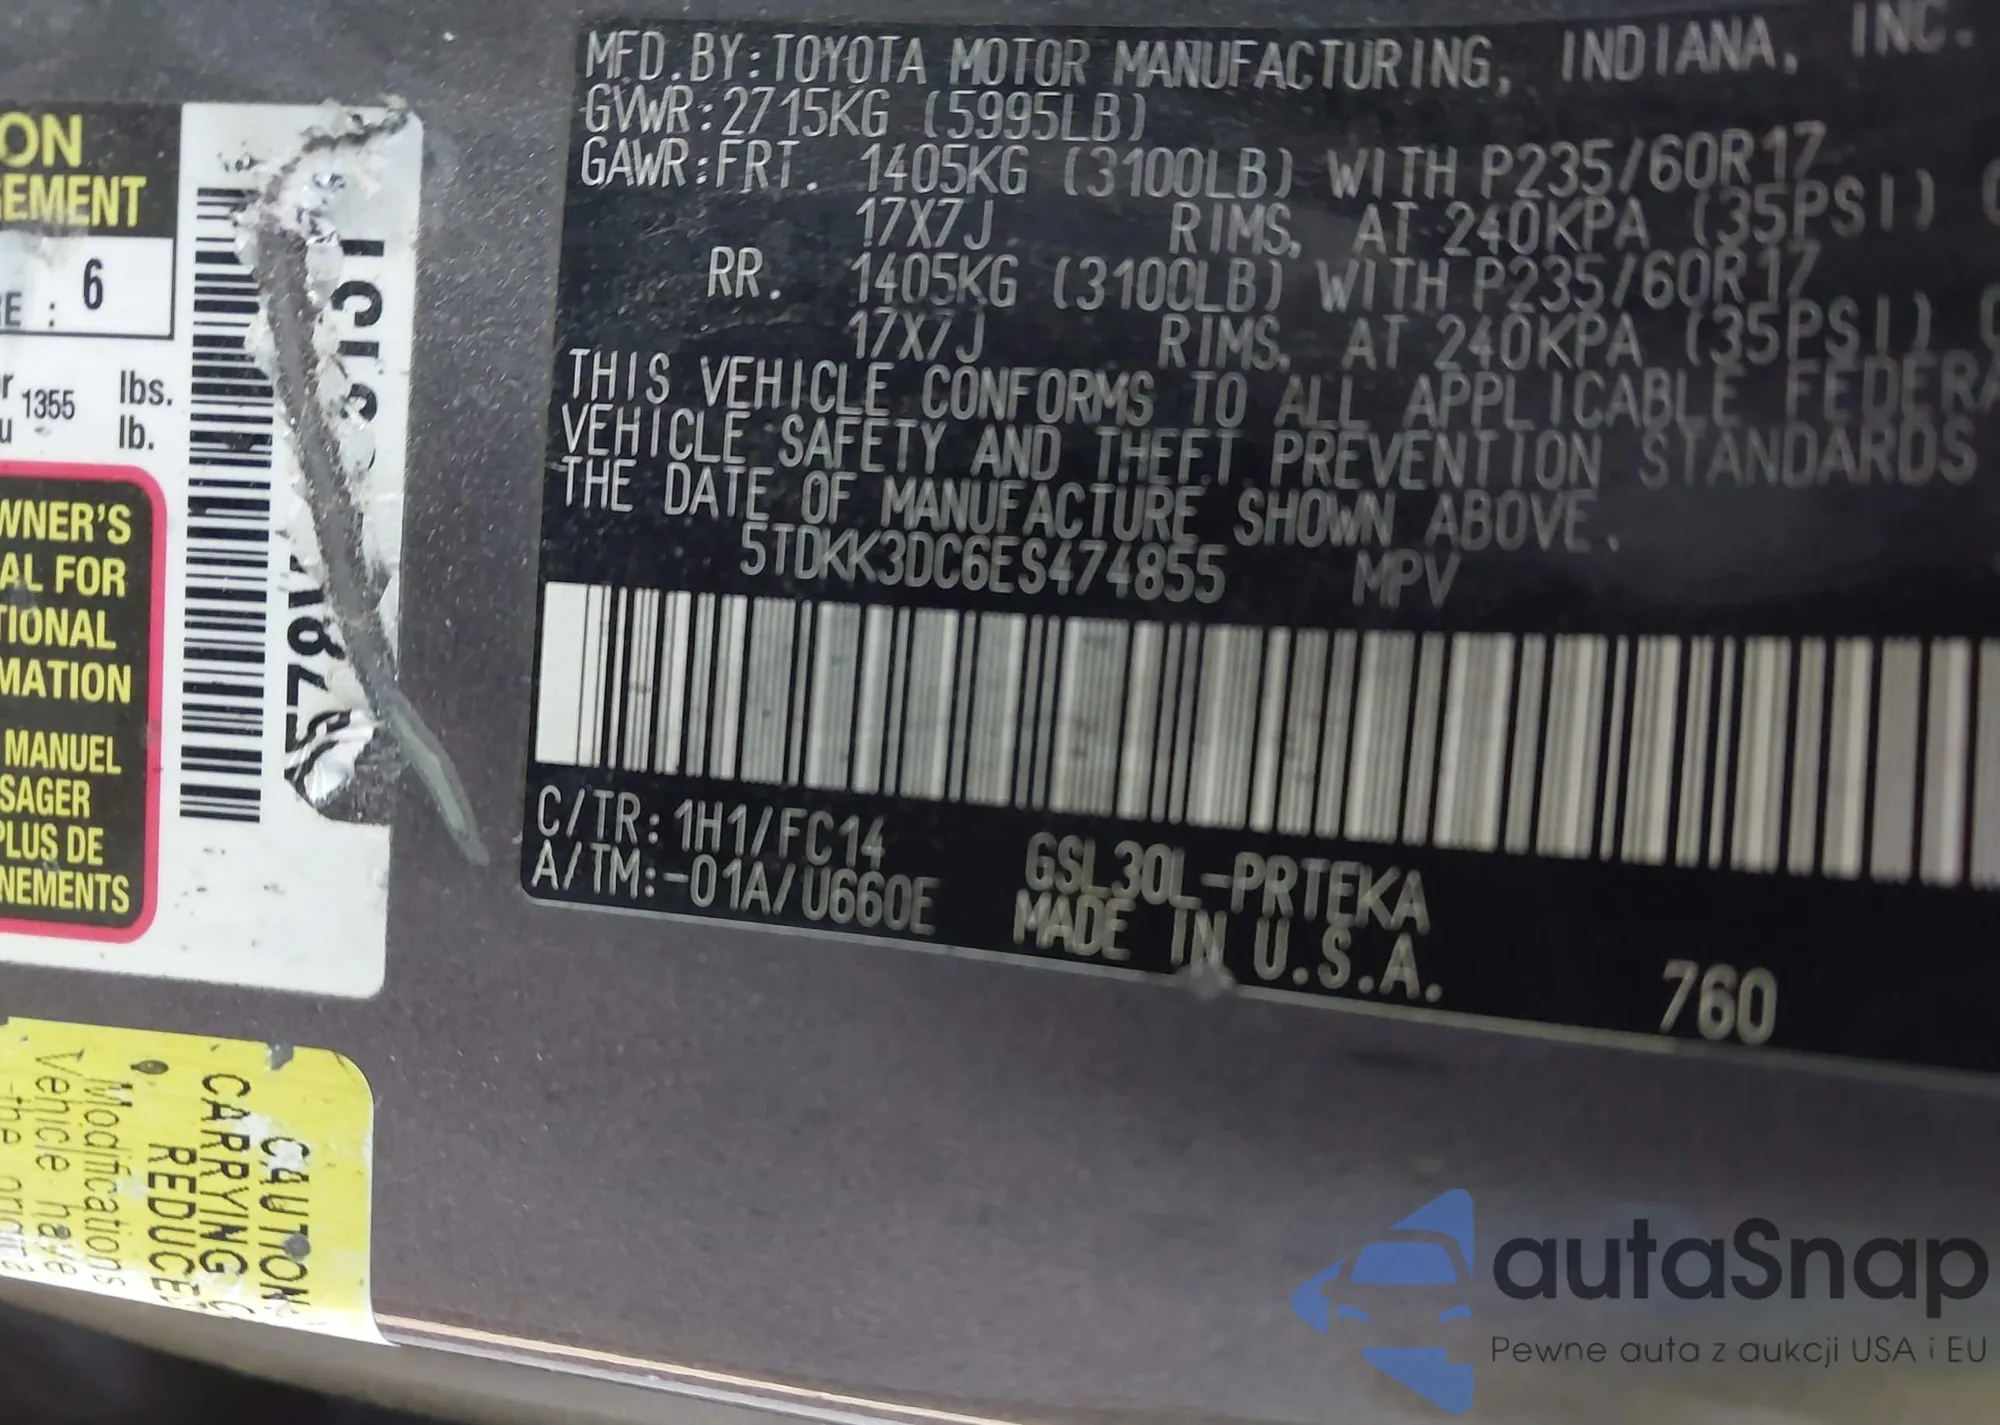 MFD.BY:TOYOTA MOTOR MANUFACTURING, INDIANA, INC.
GVWR:2715KG (5995LB)
GAWR:FRT. 1405KG (3100LB) WITH P235/60R17
17X7J RIMS, AT 240KPA (35PSI)
RR. 1405KG (3100LB) WITH P235/60R17
17X7J RIMS, AT 240KPA (35PSI)
THIS VEHICLE CONFORMS TO ALL APPLICABLE FEDERA
VEHICLE SAFETY AND THEFT PREVENTION STANDARDS
THE DATE OF MANUFACTURE SHOWN ABOVE.
5TDKK3DC6ES474855 MPV
C/TR: 1H1/FC14 GSL30L-PRTEKA
A/TM:-01A/U660E MADE IN U.S.A.
760
ON
EMENT
RE : 6
r 1355 lbs.
u lb.
WNER'S
AL FOR
TIONAL
MATION
MANUEL
SAGER
PLUS DE
NEMENTS
CAUTION:
CARRYING C
REDUCE
• Modifications
Vehicle have
autaSnap
Pewne auta z aukcji USA i EU